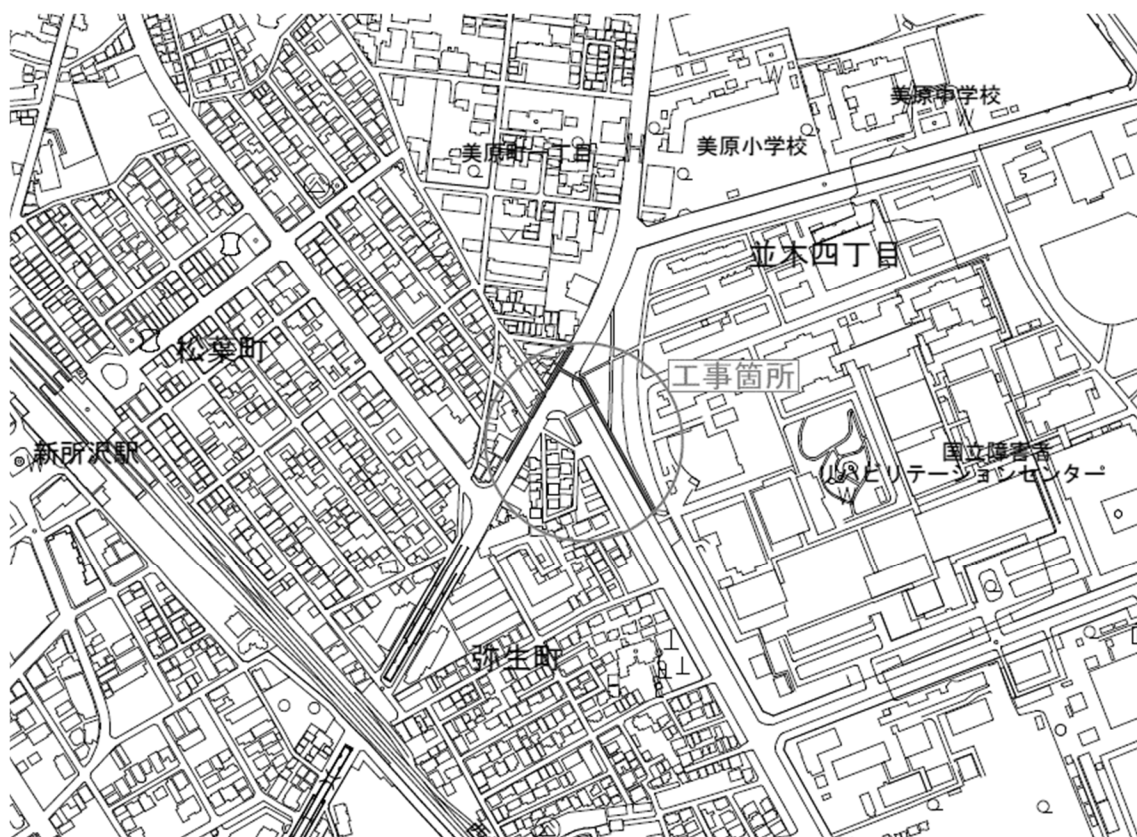 美原中学校
美原小学校
美原町一丁目
並木四丁目
松葉町
工事箇所
新所沢駅
国立障害者
リハビリテーションセンター
弥生町